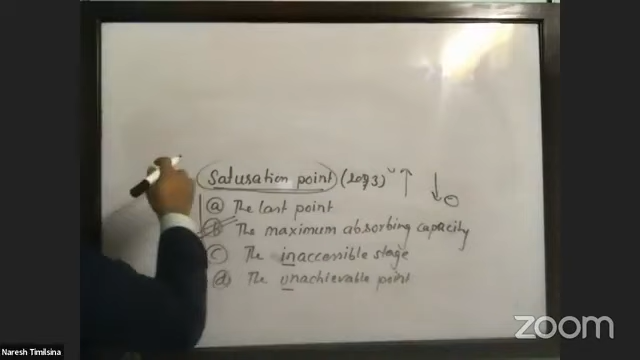 Saturation point (2073)
(a) The last point
(b) The maximum absorbing capacity
(c) The inaccessible stage
(d) The unachievable point
zoom
Naresh Timilsina